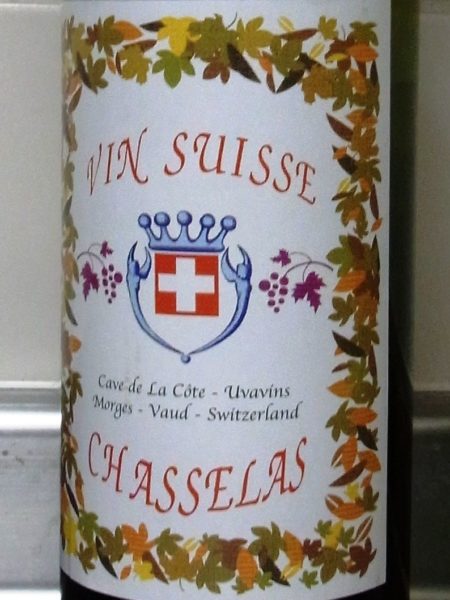 VIN SUISSE
Cave de La Côte - Uvavins
Morges - Vaud - Switzerland
CHASSELAS